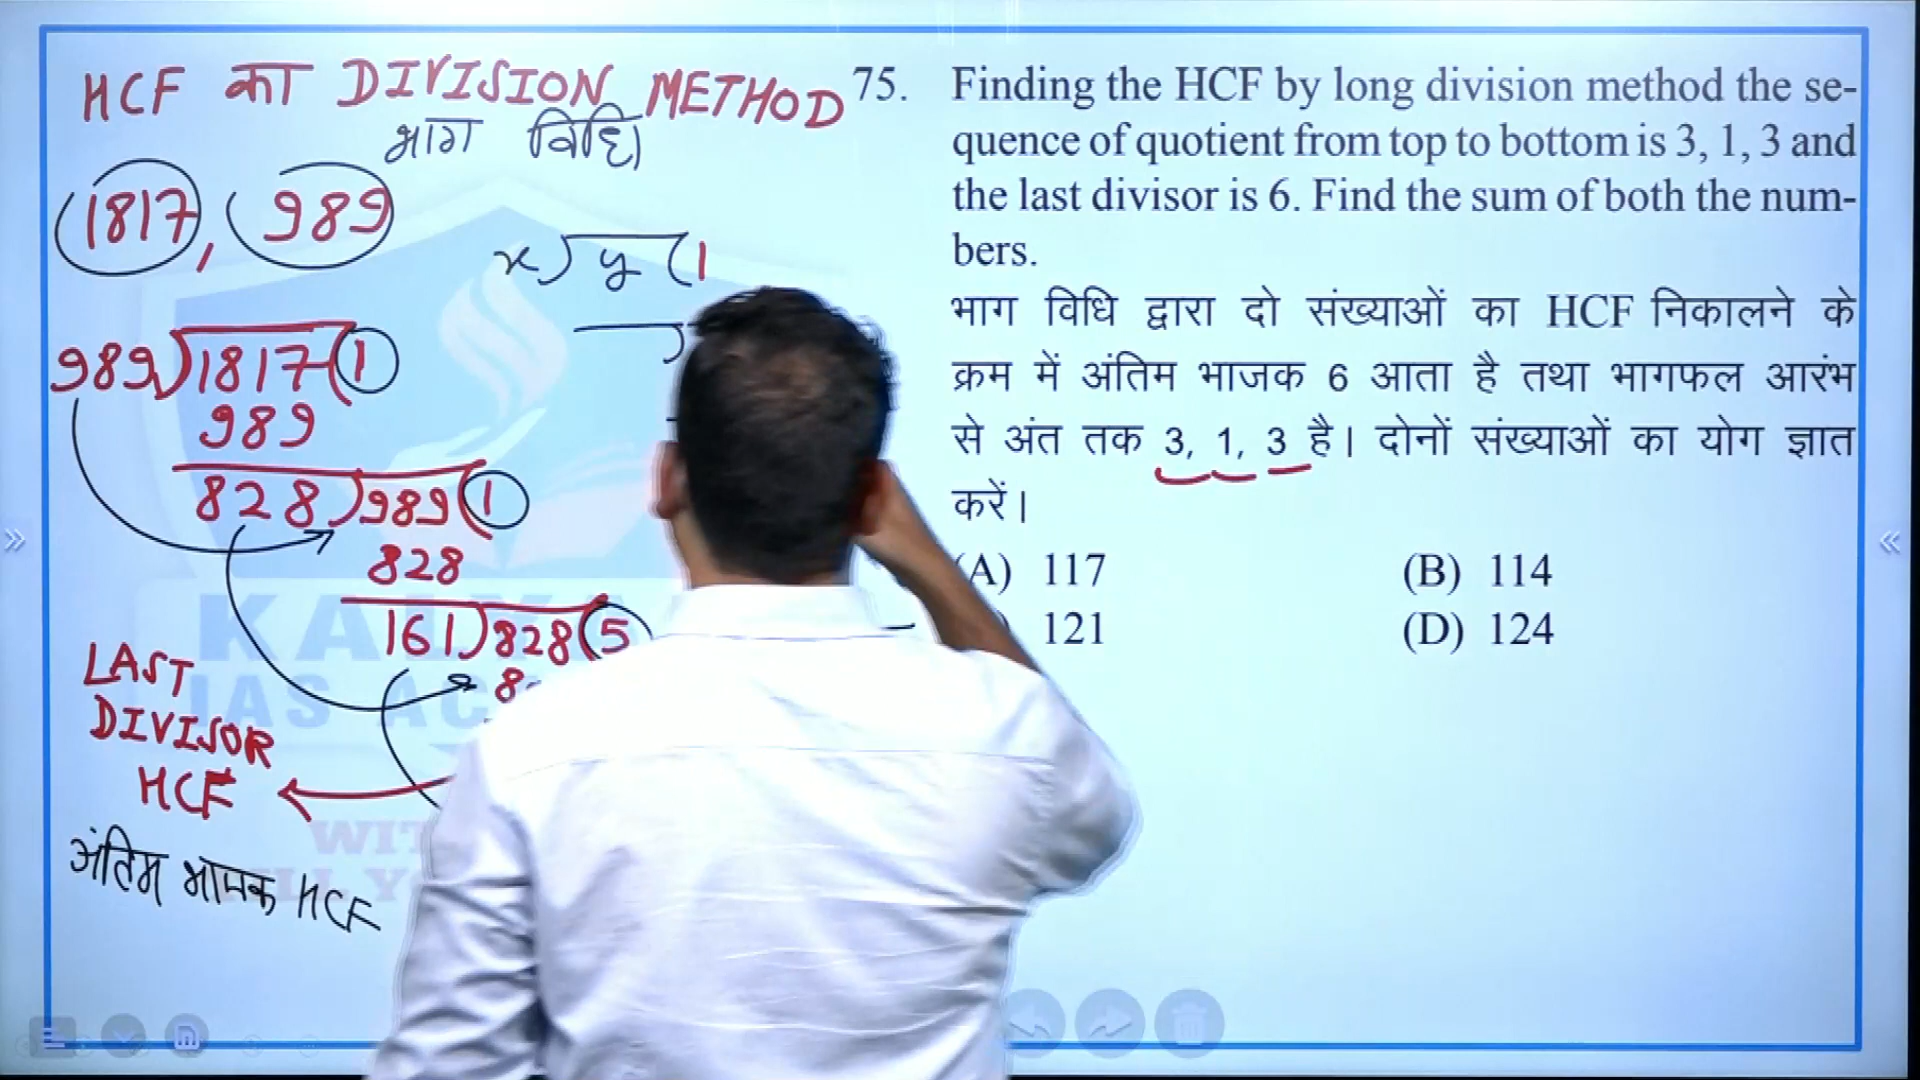 HCF का DIVISION METHOD
भाग विधि
1817, 989
x) y (1
989) 1817 (1
989
828) 989 (1
828
161) 828 (5
LAST
DIVISOR
HCF
अंतिम भाजक HCF
75. Finding the HCF by long division method the se-
quence of quotient from top to bottom is 3, 1, 3 and
the last divisor is 6. Find the sum of both the num-
bers.
भाग विधि द्वारा दो संख्याओं का HCF निकालने के
क्रम में अंतिम भाजक 6 आता है तथा भागफल आरंभ
से अंत तक 3, 1, 3 है। दोनों संख्याओं का योग ज्ञात
करें।
(A) 117 (B) 114
121 (D) 124